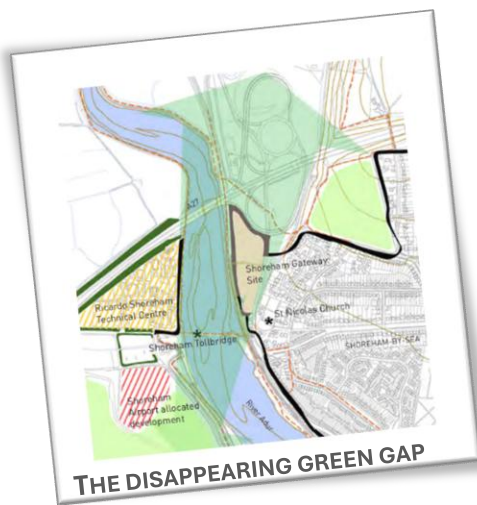 A27
Shoreham Gateway
Site
Ricardo Shoreham
Technical Centre
St Nicolas Church
Shoreham Tollbridge
SHOREHAM-BY-SEA
Shoreham
Airport allocated
development
River Adur
THE DISAPPEARING GREEN GAP